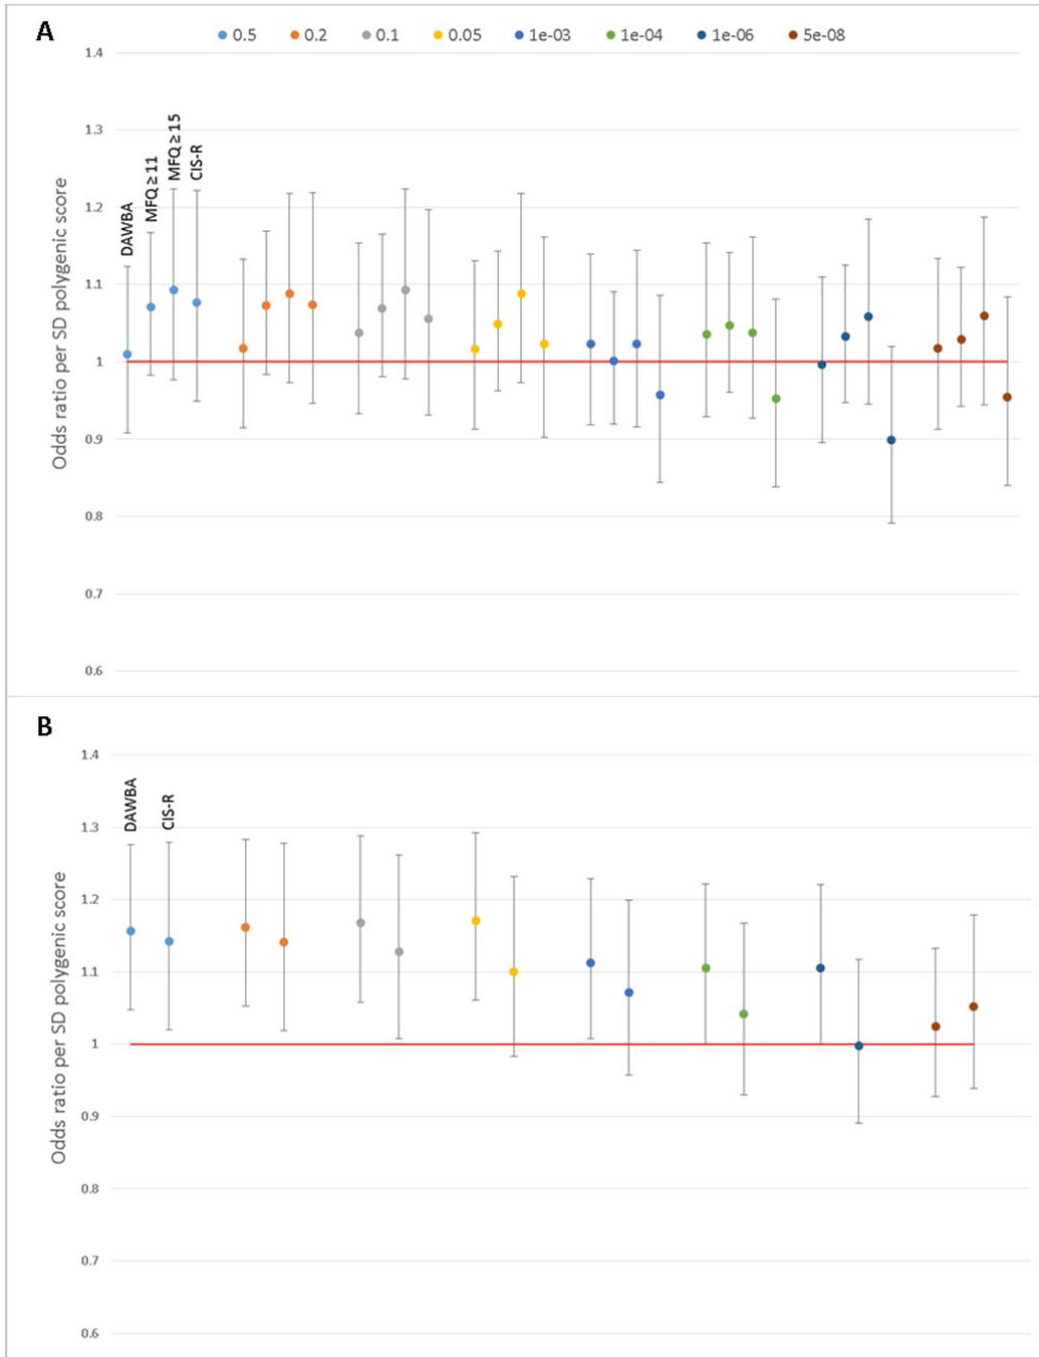 A
0.5 0.2 0.1 0.05 1e-03 1e-04 1e-06 5e-08
1.4
1.3
1.2
1.1
1
0.9
0.8
0.7
0.6
Odds ratio per SD polygenic score
DAWBA
MFQ ≥ 11
MFQ ≥ 15
CIS-R
B
1.4
1.3
1.2
1.1
1
0.9
0.8
0.7
0.6
Odds ratio per SD polygenic score
DAWBA
CIS-R